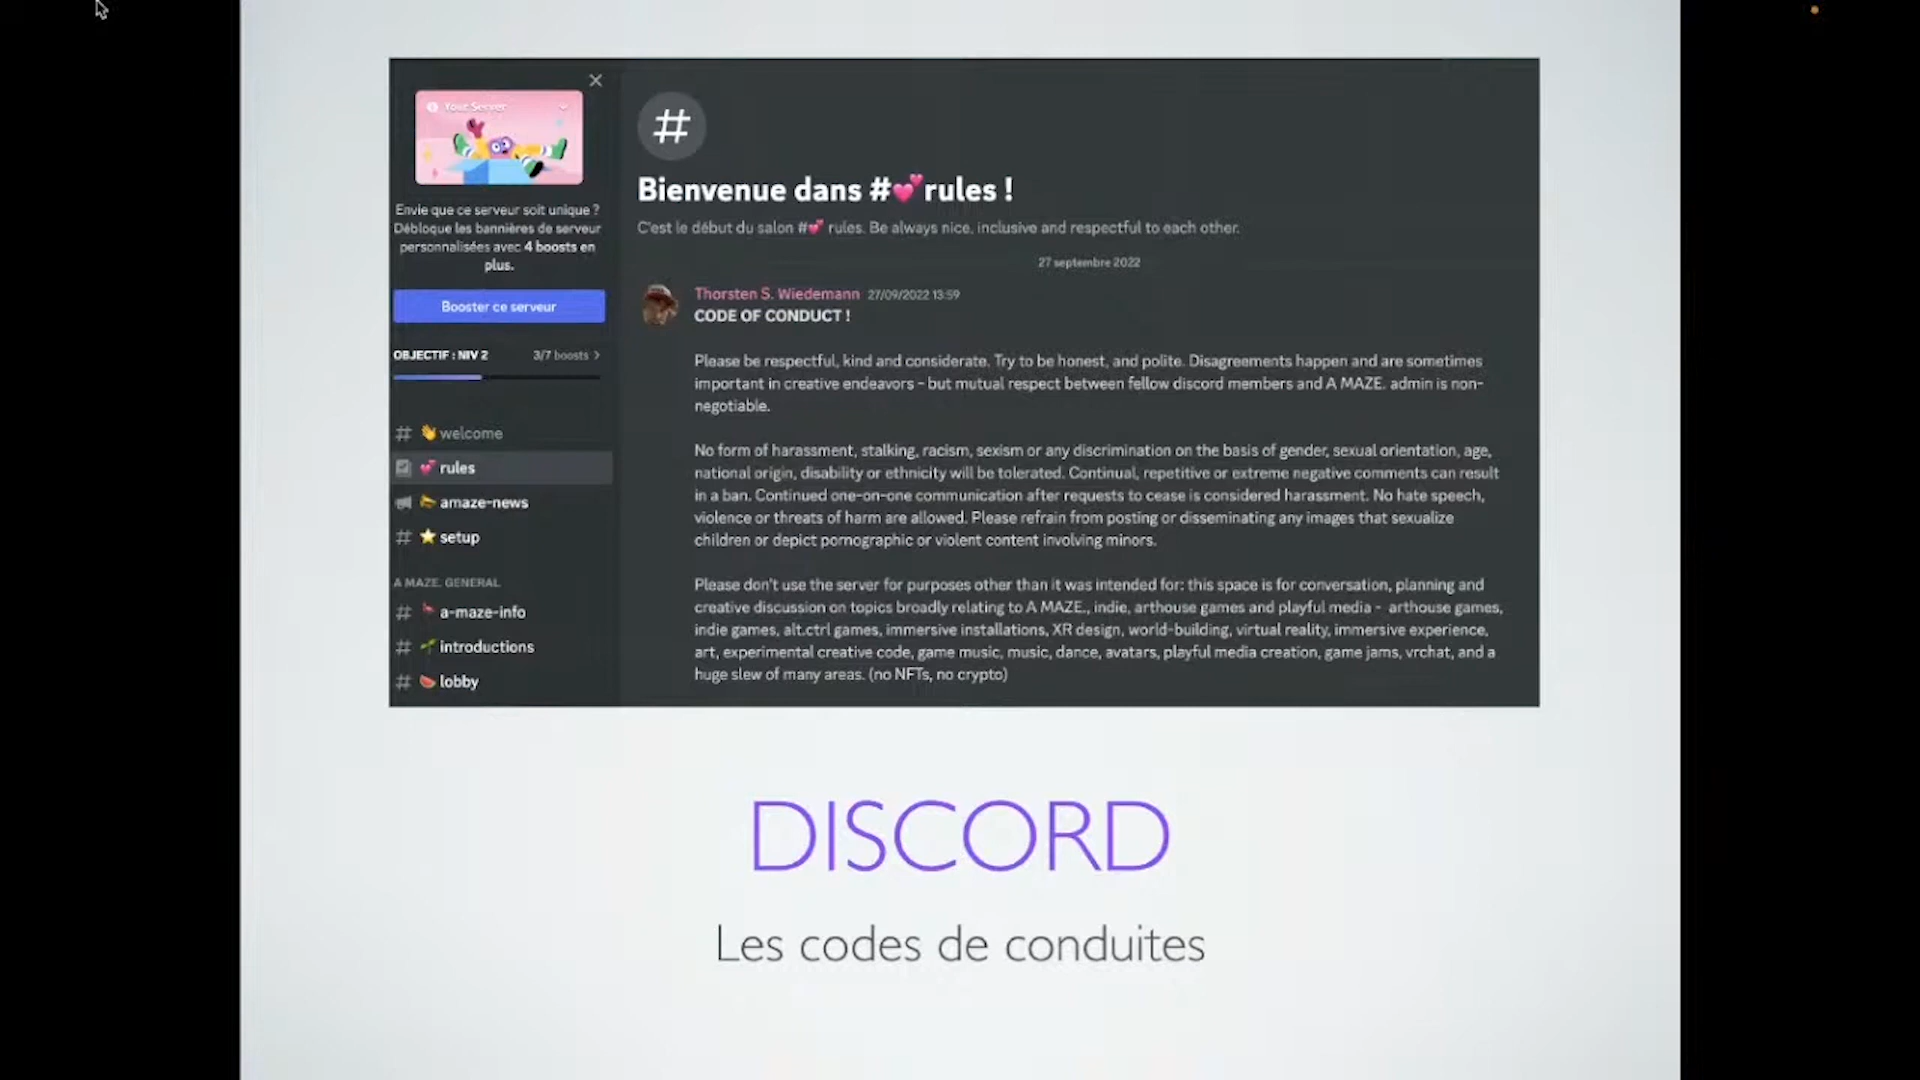 Your Server
Envie que ce serveur soit unique ?
Débloque les bannières de serveur
personnalisées avec 4 boosts en
plus.
Booster ce serveur
OBJECTIF : NIV 2 3/7 boosts >
# 👋 welcome
💕 rules
amaze-news
# ⭐ setup
A MAZE. GENERAL
# a-maze-info
# 🌱 introductions
# 🍉 lobby
#
Bienvenue dans #💕rules !
C'est le début du salon #💕 rules. Be always nice, inclusive and respectful to each other.
27 septembre 2022
Thorsten S. Wiedemann 27/09/2022 13:59
CODE OF CONDUCT !
Please be respectful, kind and considerate. Try to be honest, and polite. Disagreements happen and are sometimes
important in creative endeavors - but mutual respect between fellow discord members and A MAZE. admin is non-
negotiable.
No form of harassment, stalking, racism, sexism or any discrimination on the basis of gender, sexual orientation, age,
national origin, disability or ethnicity will be tolerated. Continual, repetitive or extreme negative comments can result
in a ban. Continued one-on-one communication after requests to cease is considered harassment. No hate speech,
violence or threats of harm are allowed. Please refrain from posting or disseminating any images that sexualize
children or depict pornographic or violent content involving minors.
Please don't use the server for purposes other than it was intended for: this space is for conversation, planning and
creative discussion on topics broadly relating to A MAZE., indie, arthouse games and playful media - arthouse games,
indie games, alt.ctrl games, immersive installations, XR design, world-building, virtual reality, immersive experience,
art, experimental creative code, game music, music, dance, avatars, playful media creation, game jams, vrchat, and a
huge slew of many areas. (no NFTs, no crypto)
DISCORD
Les codes de conduites